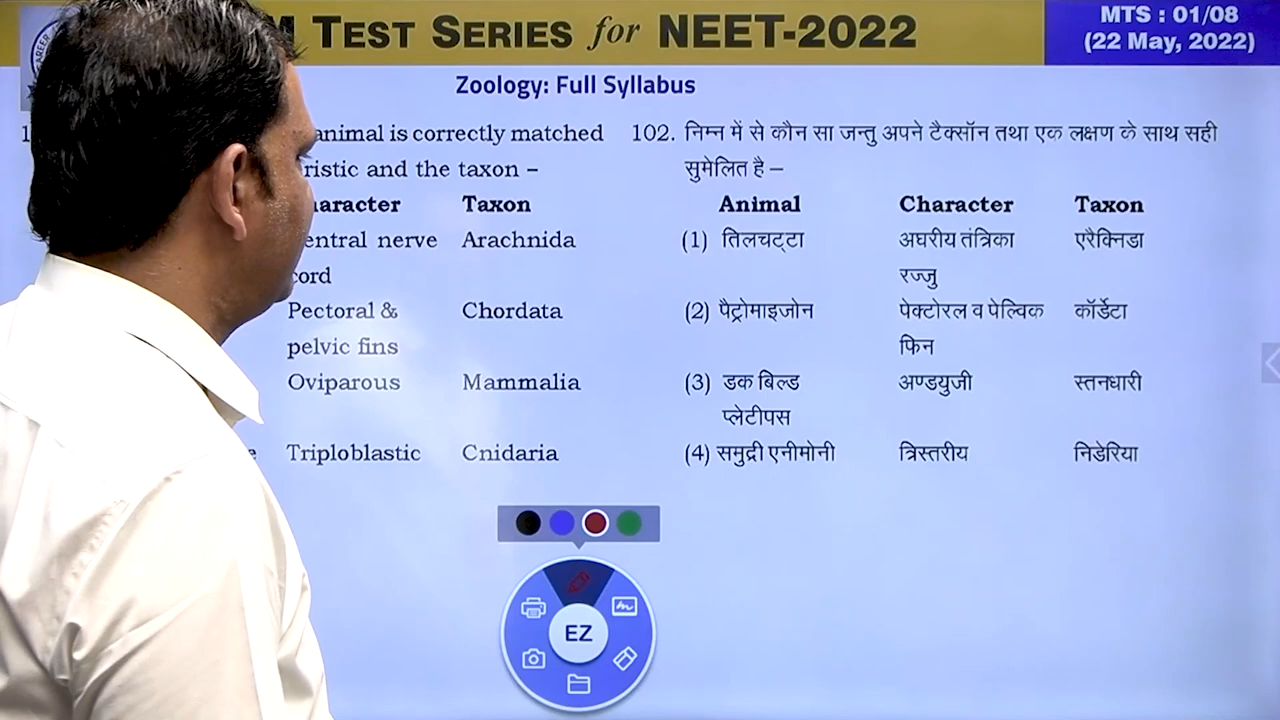 TEST SERIES for NEET-2022
MTS : 01/08
(22 May, 2022)
Zoology: Full Syllabus
animal is correctly matched
ristic and the taxon –
haracter Taxon
entral nerve Arachnida
cord
Pectoral & Chordata
pelvic fins
Oviparous Mammalia
e Triploblastic Cnidaria
102. निम्न में से कौन सा जन्तु अपने टैक्सॉन तथा एक लक्षण के साथ सही
सुमेलित है –
Animal Character Taxon
(1) तिलचट्टा अघरीय तंत्रिका एरैक्निडा
रज्जु
(2) पैट्रोमाइजोन पेक्टोरल व पेल्विक कॉर्डेटा
फिन
(3) डक बिल्ड अण्डयुजी स्तनधारी
प्लेटीपस
(4) समुद्री एनीमोनी त्रिस्तरीय निडेरिया
EZ